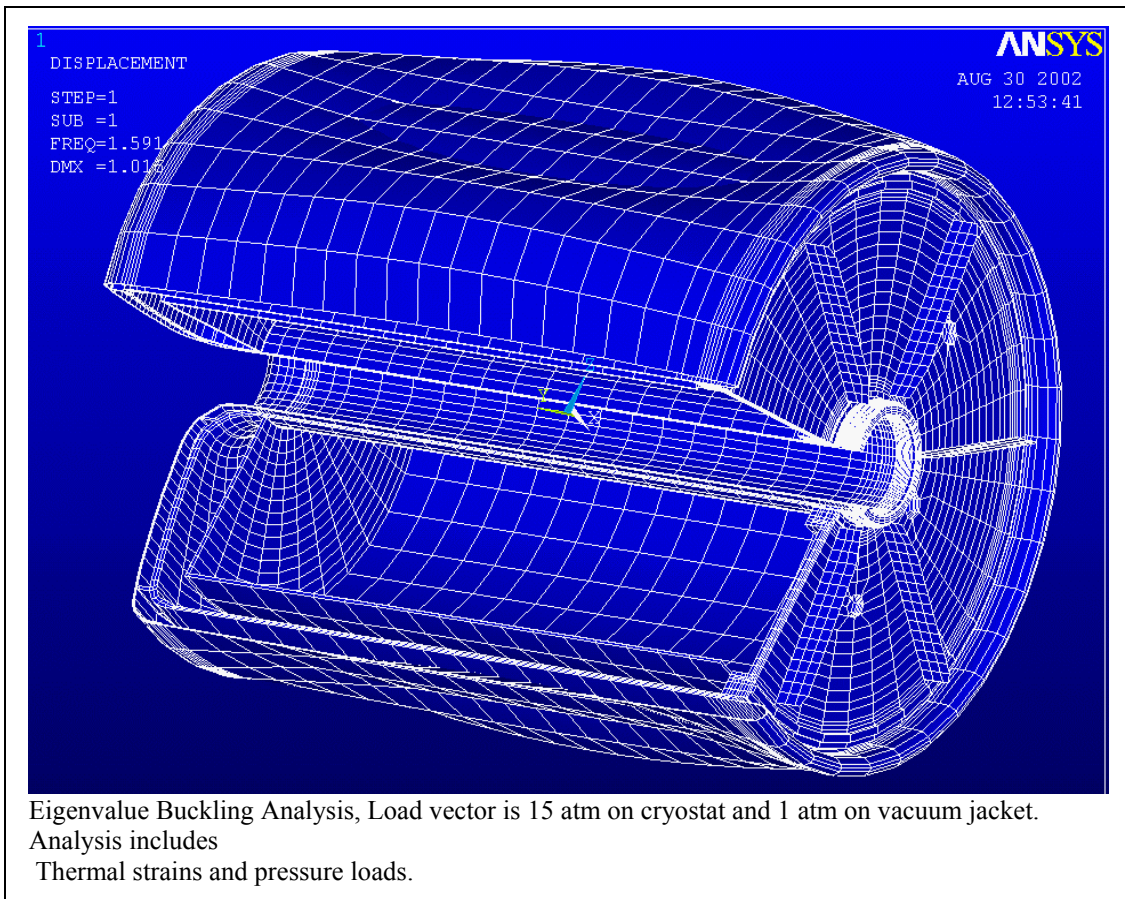 1
DISPLACEMENT
STEP=1
SUB =1
FREQ=1.591
DMX =1.016
ANSYS
AUG 30 2002
12:53:41
Z
Y
X
Eigenvalue Buckling Analysis, Load vector is 15 atm on cryostat and 1 atm on vacuum jacket.
Analysis includes
Thermal strains and pressure loads.